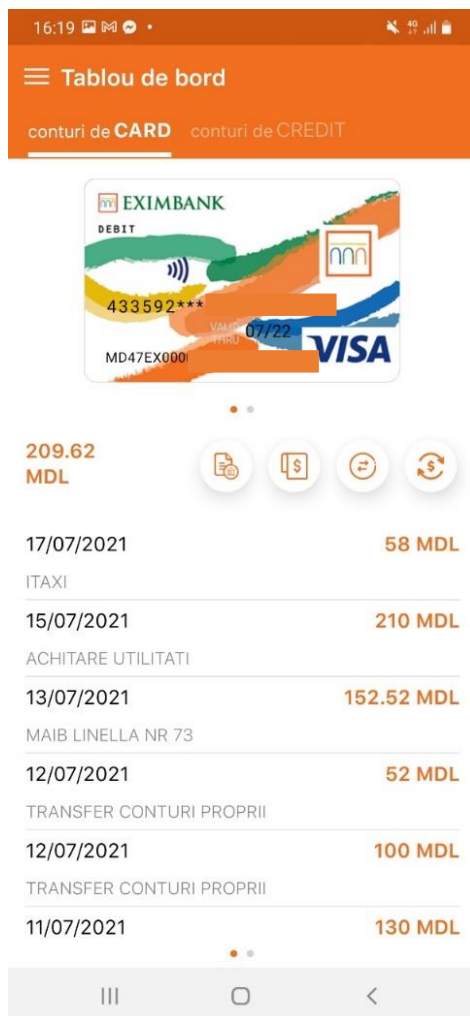 16:19
4G
Tablou de bord
conturi de CARD conturi de CREDIT
EXIMBANK
DEBIT
433592***
VALID THRU 07/22
MD47EX000
VISA
209.62
MDL
17/07/2021 58 MDL
ITAXI
15/07/2021 210 MDL
ACHITARE UTILITATI
13/07/2021 152.52 MDL
MAIB LINELLA NR 73
12/07/2021 52 MDL
TRANSFER CONTURI PROPRII
12/07/2021 100 MDL
TRANSFER CONTURI PROPRII
11/07/2021 130 MDL